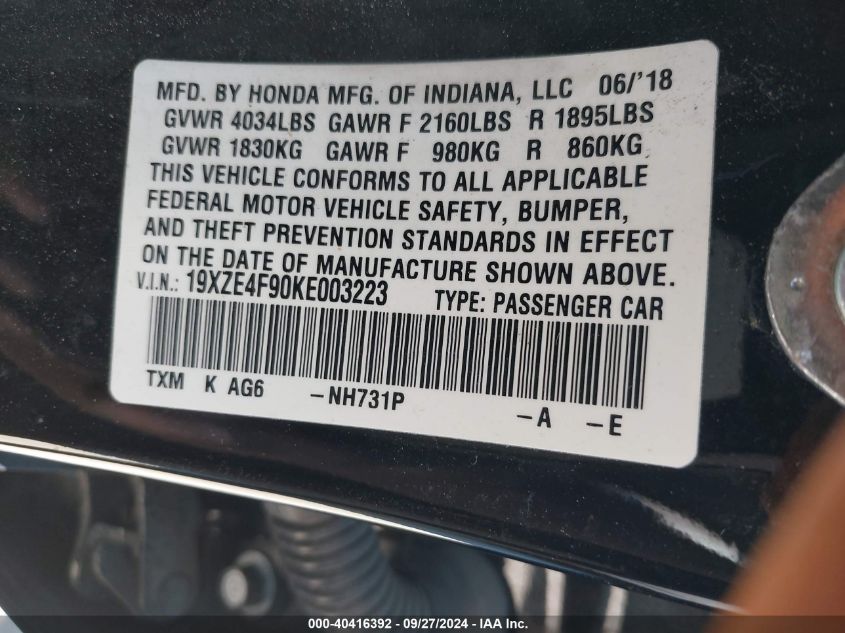 MFD. BY HONDA MFG. OF INDIANA, LLC 06/'18
GVWR 4034LBS GAWR F 2160LBS R 1895LBS
GVWR 1830KG GAWR F 980KG R 860KG
THIS VEHICLE CONFORMS TO ALL APPLICABLE
FEDERAL MOTOR VEHICLE SAFETY, BUMPER,
AND THEFT PREVENTION STANDARDS IN EFFECT
ON THE DATE OF MANUFACTURE SHOWN ABOVE.
V.I.N.: 19XZE4F90KE003223 TYPE: PASSENGER CAR
TXM K AG6 -NH731P -A -E
000-40416392 - 09/27/2024 - IAAI Inc.